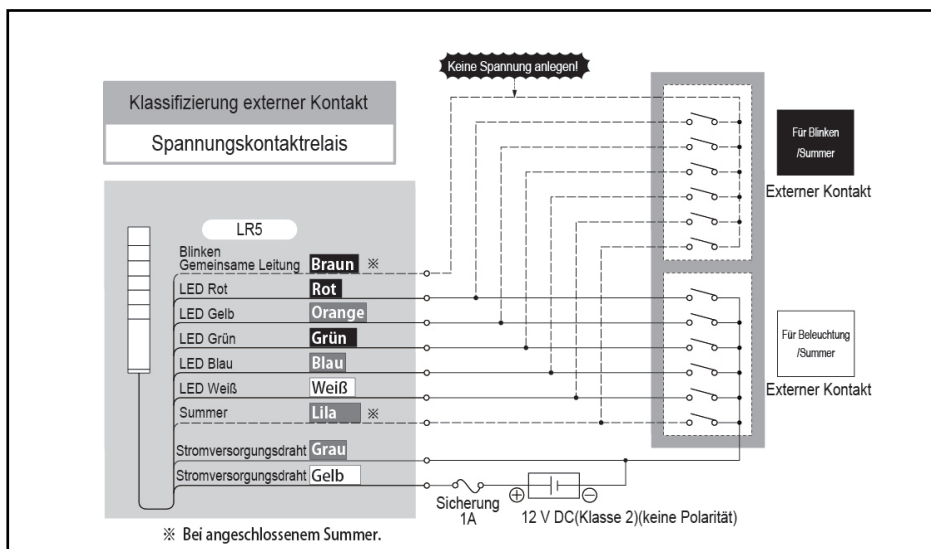 Keine Spannung anlegen!
Klassifizierung externer Kontakt
Spannungskontaktrelais
Für Blinken
/Summer
Externer Kontakt
LR5
Blinken
Gemeinsame Leitung Braun ※
LED Rot Rot
LED Gelb Orange
LED Grün Grün
LED Blau Blau
LED Weiß Weiß
Summer Lila ※
Stromversorgungsdraht Grau
Stromversorgungsdraht Gelb
Für Beleuchtung
/Summer
Externer Kontakt
Sicherung
1A
+ −
12 V DC(Klasse 2)(keine Polarität)
※ Bei angeschlossenem Summer.